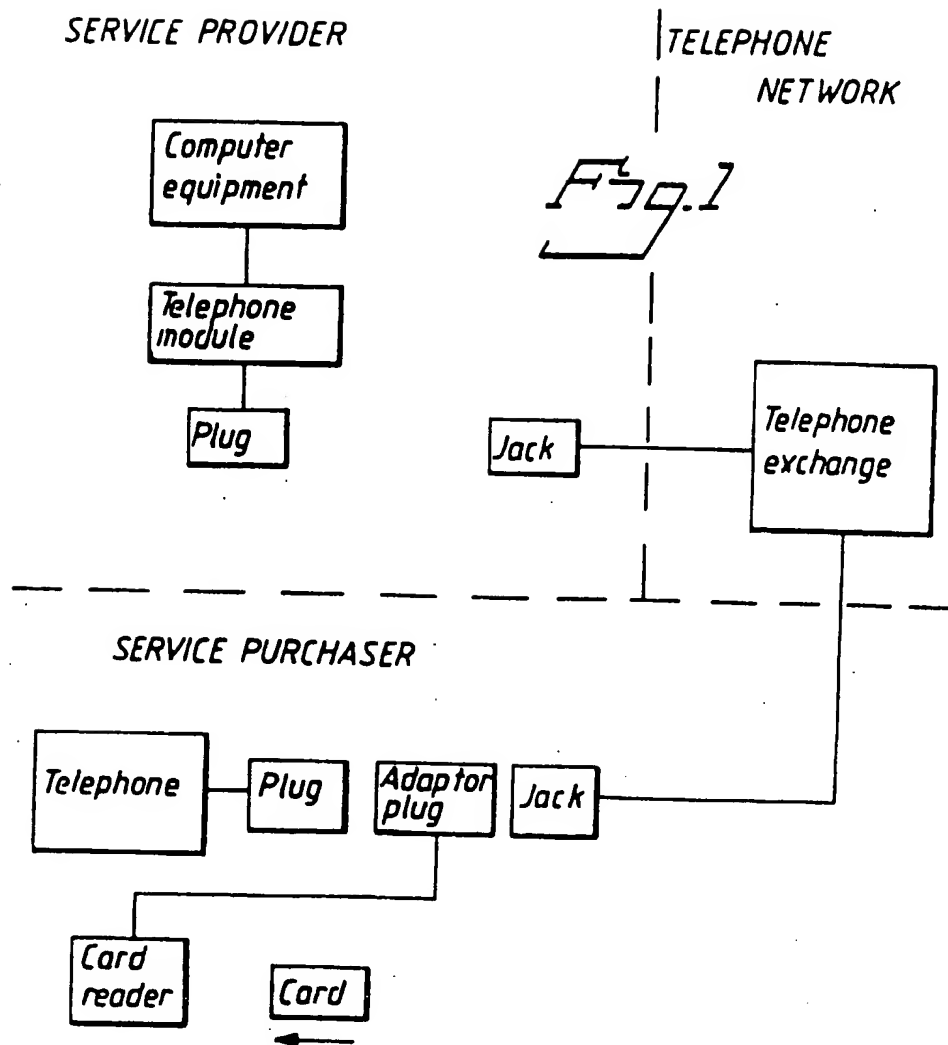 SERVICE PROVIDER
TELEPHONE
NETWORK
Computer
equipment
Fig.1
Telephone
module
Plug
Jack
Telephone
exchange
SERVICE PURCHASER
Telephone
Plug
Adaptor
plug
Jack
Card
reader
Card